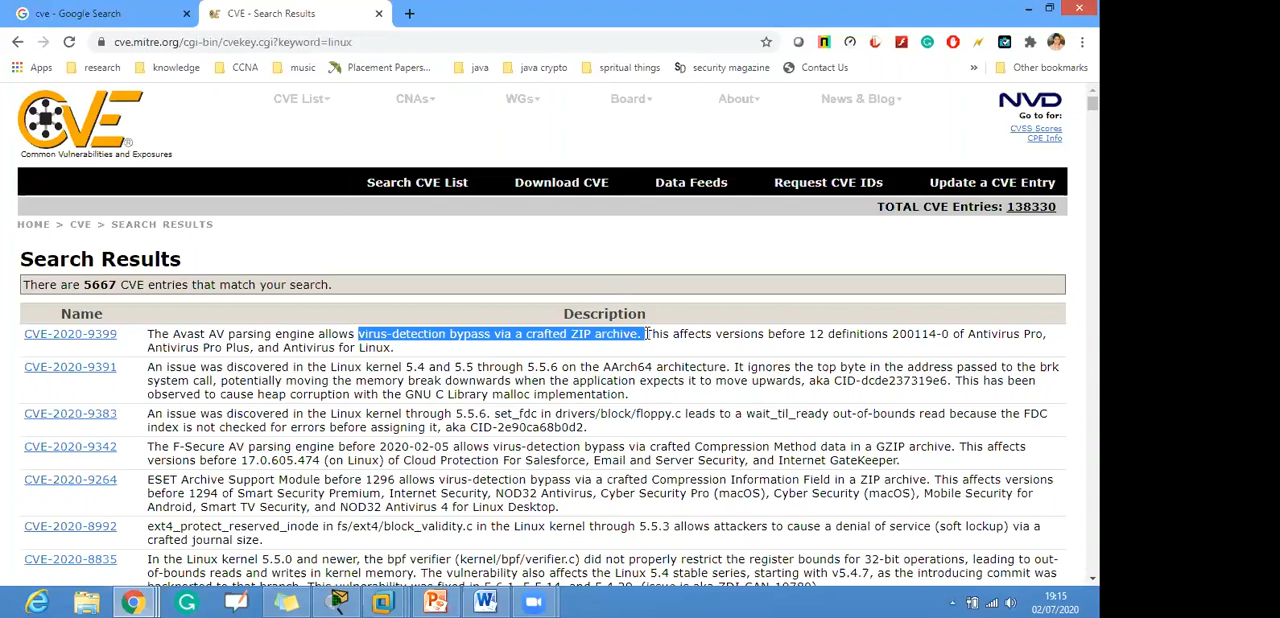 cve - Google Search
CVE - Search Results
cve.mitre.org/cgi-bin/cvekey.cgi?keyword=linux
Apps research knowledge CCNA music Placement Papers... java java crypto spritual things security magazine Contact Us » Other bookmarks
CVE List CNAs WGs Board About News & Blog
NVD
Go to for:
CVSS Scores
CPE Info
CVE
Common Vulnerabilities and Exposures
Search CVE List Download CVE Data Feeds Request CVE IDs Update a CVE Entry
TOTAL CVE Entries: 138330
HOME > CVE > SEARCH RESULTS
Search Results
There are 5667 CVE entries that match your search.
Name Description
CVE-2020-9399 The Avast AV parsing engine allows virus-detection bypass via a crafted ZIP archive. This affects versions before 12 definitions 200114-0 of Antivirus Pro,
Antivirus Pro Plus, and Antivirus for Linux.
CVE-2020-9391 An issue was discovered in the Linux kernel 5.4 and 5.5 through 5.5.6 on the AArch64 architecture. It ignores the top byte in the address passed to the brk
system call, potentially moving the memory break downwards when the application expects it to move upwards, aka CID-dcde237319e6. This has been
observed to cause heap corruption with the GNU C Library malloc implementation.
CVE-2020-9383 An issue was discovered in the Linux kernel through 5.5.6. set_fdc in drivers/block/floppy.c leads to a wait_til_ready out-of-bounds read because the FDC
index is not checked for errors before assigning it, aka CID-2e90ca68b0d2.
CVE-2020-9342 The F-Secure AV parsing engine before 2020-02-05 allows virus-detection bypass via crafted Compression Method data in a GZIP archive. This affects
versions before 17.0.605.474 (on Linux) of Cloud Protection For Salesforce, Email and Server Security, and Internet GateKeeper.
CVE-2020-9264 ESET Archive Support Module before 1296 allows virus-detection bypass via a crafted Compression Information Field in a ZIP archive. This affects versions
before 1294 of Smart Security Premium, Internet Security, NOD32 Antivirus, Cyber Security Pro (macOS), Cyber Security (macOS), Mobile Security for
Android, Smart TV Security, and NOD32 Antivirus 4 for Linux Desktop.
CVE-2020-8992 ext4_protect_reserved_inode in fs/ext4/block_validity.c in the Linux kernel through 5.5.3 allows attackers to cause a denial of service (soft lockup) via a
crafted journal size.
CVE-2020-8835 In the Linux kernel 5.5.0 and newer, the bpf verifier (kernel/bpf/verifier.c) did not properly restrict the register bounds for 32-bit operations, leading to out-
of-bounds reads and writes in kernel memory. The vulnerability also affects the Linux 5.4 stable series, starting with v5.4.7, as the introducing commit was
19:15
02/07/2020